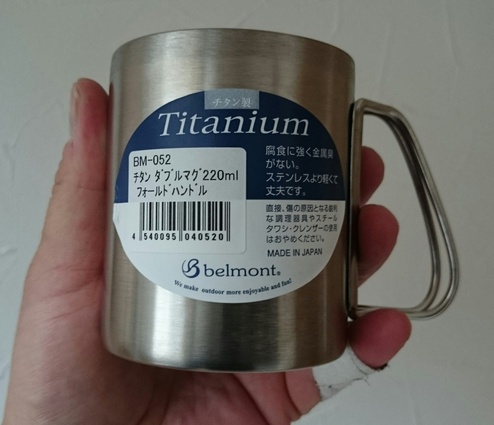 チタン製
Titanium
BM-052
チタン ダブルマグ220ml
フォールドハンドル
4 540095 040520
腐食に強く金属臭
がない。
ステンレスより軽くて
丈夫です。
直接、傷の原因となる鋭利
な調理器具やスチール
タワシ・クレンザーの使用
はおやめください。
MADE IN JAPAN
belmont®
We make outdoor more enjoyable and fun!